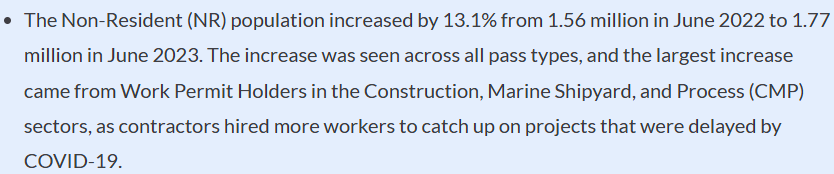 • The Non-Resident (NR) population increased by 13.1% from 1.56 million in June 2022 to 1.77
million in June 2023. The increase was seen across all pass types, and the largest increase
came from Work Permit Holders in the Construction, Marine Shipyard, and Process (CMP)
sectors, as contractors hired more workers to catch up on projects that were delayed by
COVID-19.